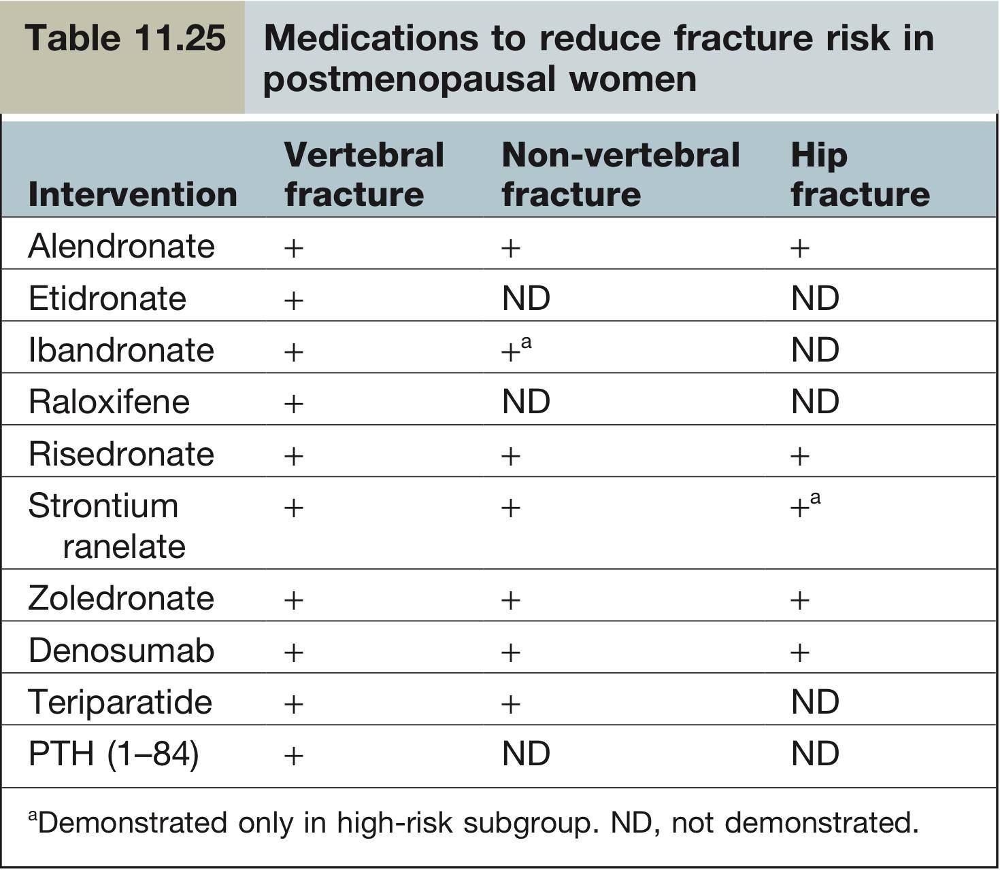 Table 11.25 Medications to reduce fracture risk in
postmenopausal women
Intervention Vertebral fracture Non-vertebral fracture Hip fracture
Alendronate + + +
Etidronate + ND ND
Ibandronate + +a ND
Raloxifene + ND ND
Risedronate + + +
Strontium + + +a
ranelate
Zoledronate + + +
Denosumab + + +
Teriparatide + + ND
PTH (1–84) + ND ND
aDemonstrated only in high-risk subgroup. ND, not demonstrated.